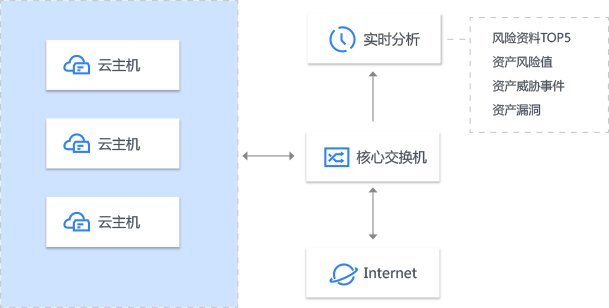 云主机
云主机
云主机
实时分析
核心交换机
Internet
风险资料TOP5
资产风险值
资产威胁事件
资产漏洞